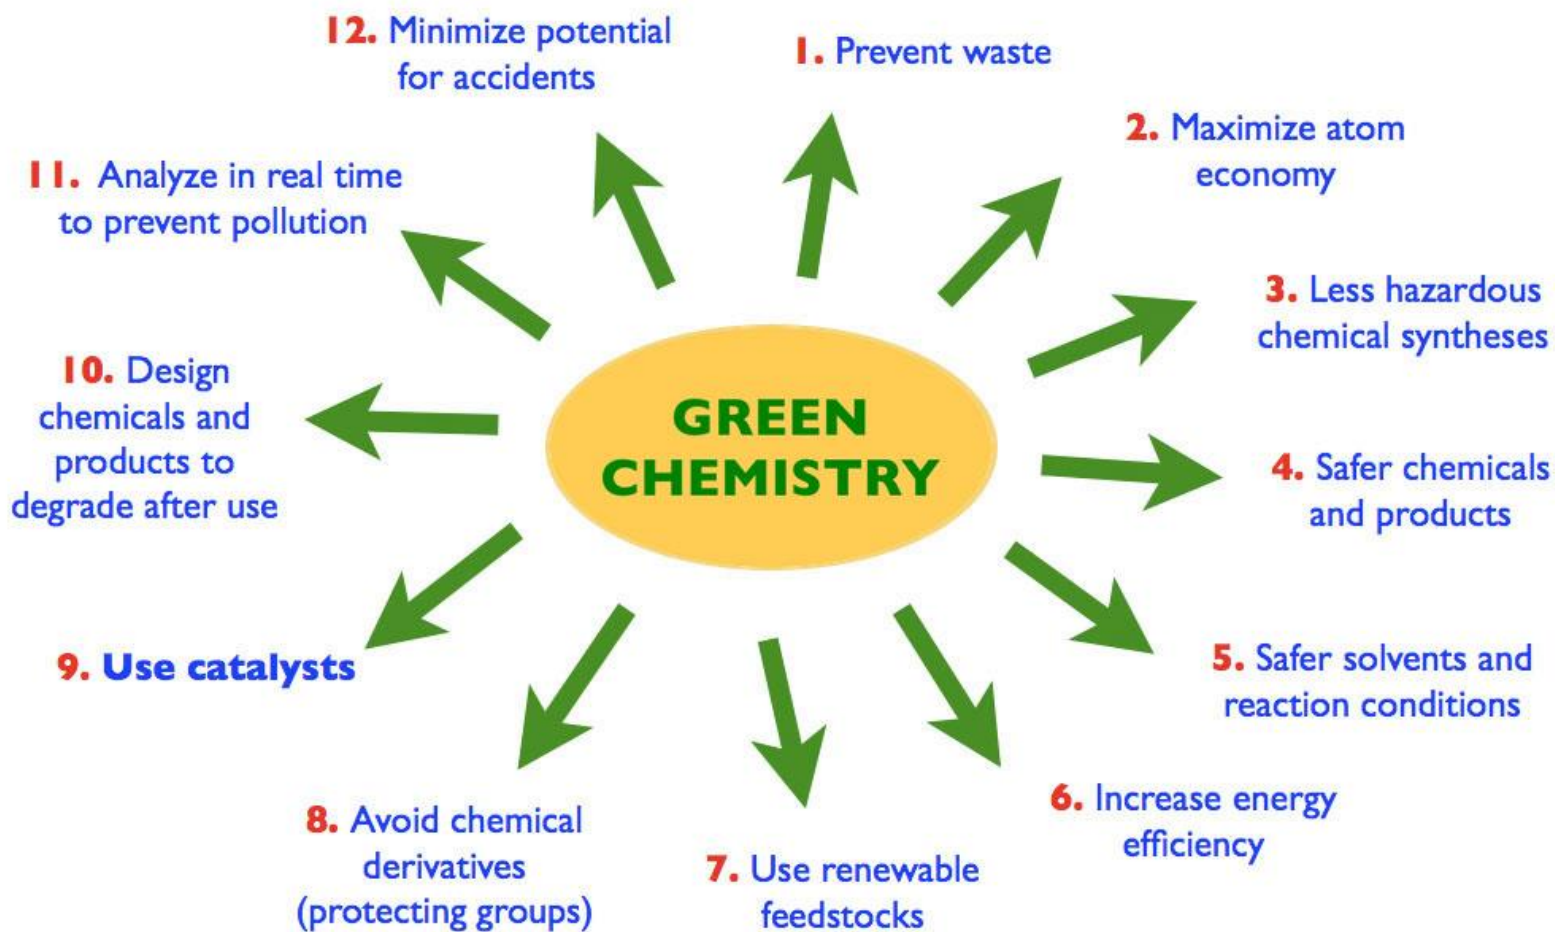 GREEN
CHEMISTRY
1. Prevent waste
2. Maximize atom
economy
3. Less hazardous
chemical syntheses
4. Safer chemicals
and products
5. Safer solvents and
reaction conditions
6. Increase energy
efficiency
7. Use renewable
feedstocks
8. Avoid chemical
derivatives
(protecting groups)
9. Use catalysts
10. Design
chemicals and
products to
degrade after use
11. Analyze in real time
to prevent pollution
12. Minimize potential
for accidents